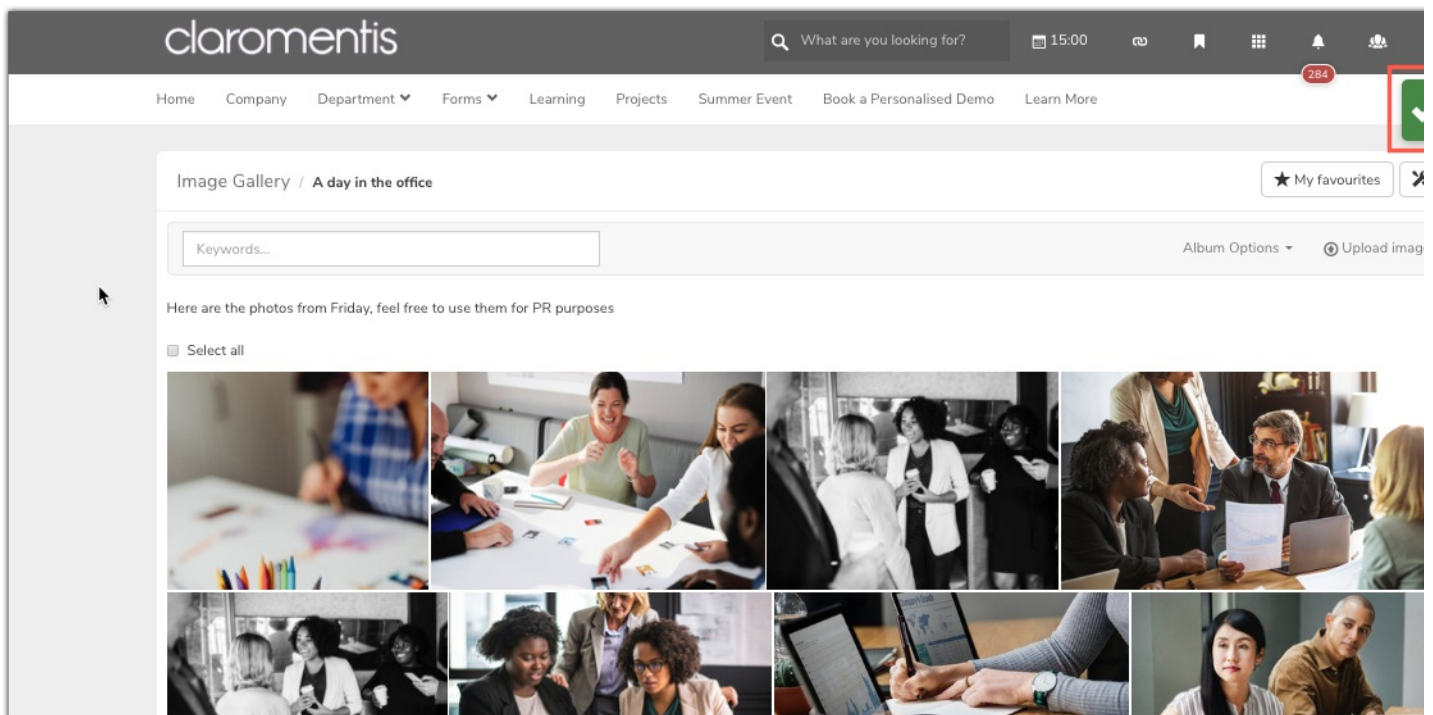 claromentis
What are you looking for?
15:00
284
Home Company Department Forms Learning Projects Summer Event Book a Personalised Demo Learn More
Image Gallery / A day in the office
My favourites
Keywords...
Album Options
Upload imag
Here are the photos from Friday, feel free to use them for PR purposes
Select all